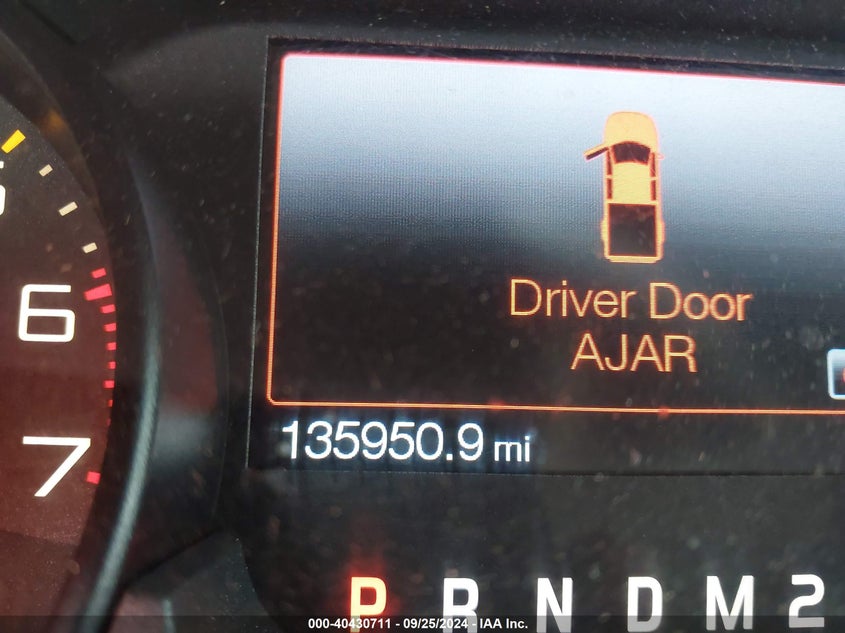 6
7
Driver Door
AJAR
135950.9 mi
P R N D M 2
000-40430711 - 09/25/2024 - IAA Inc.